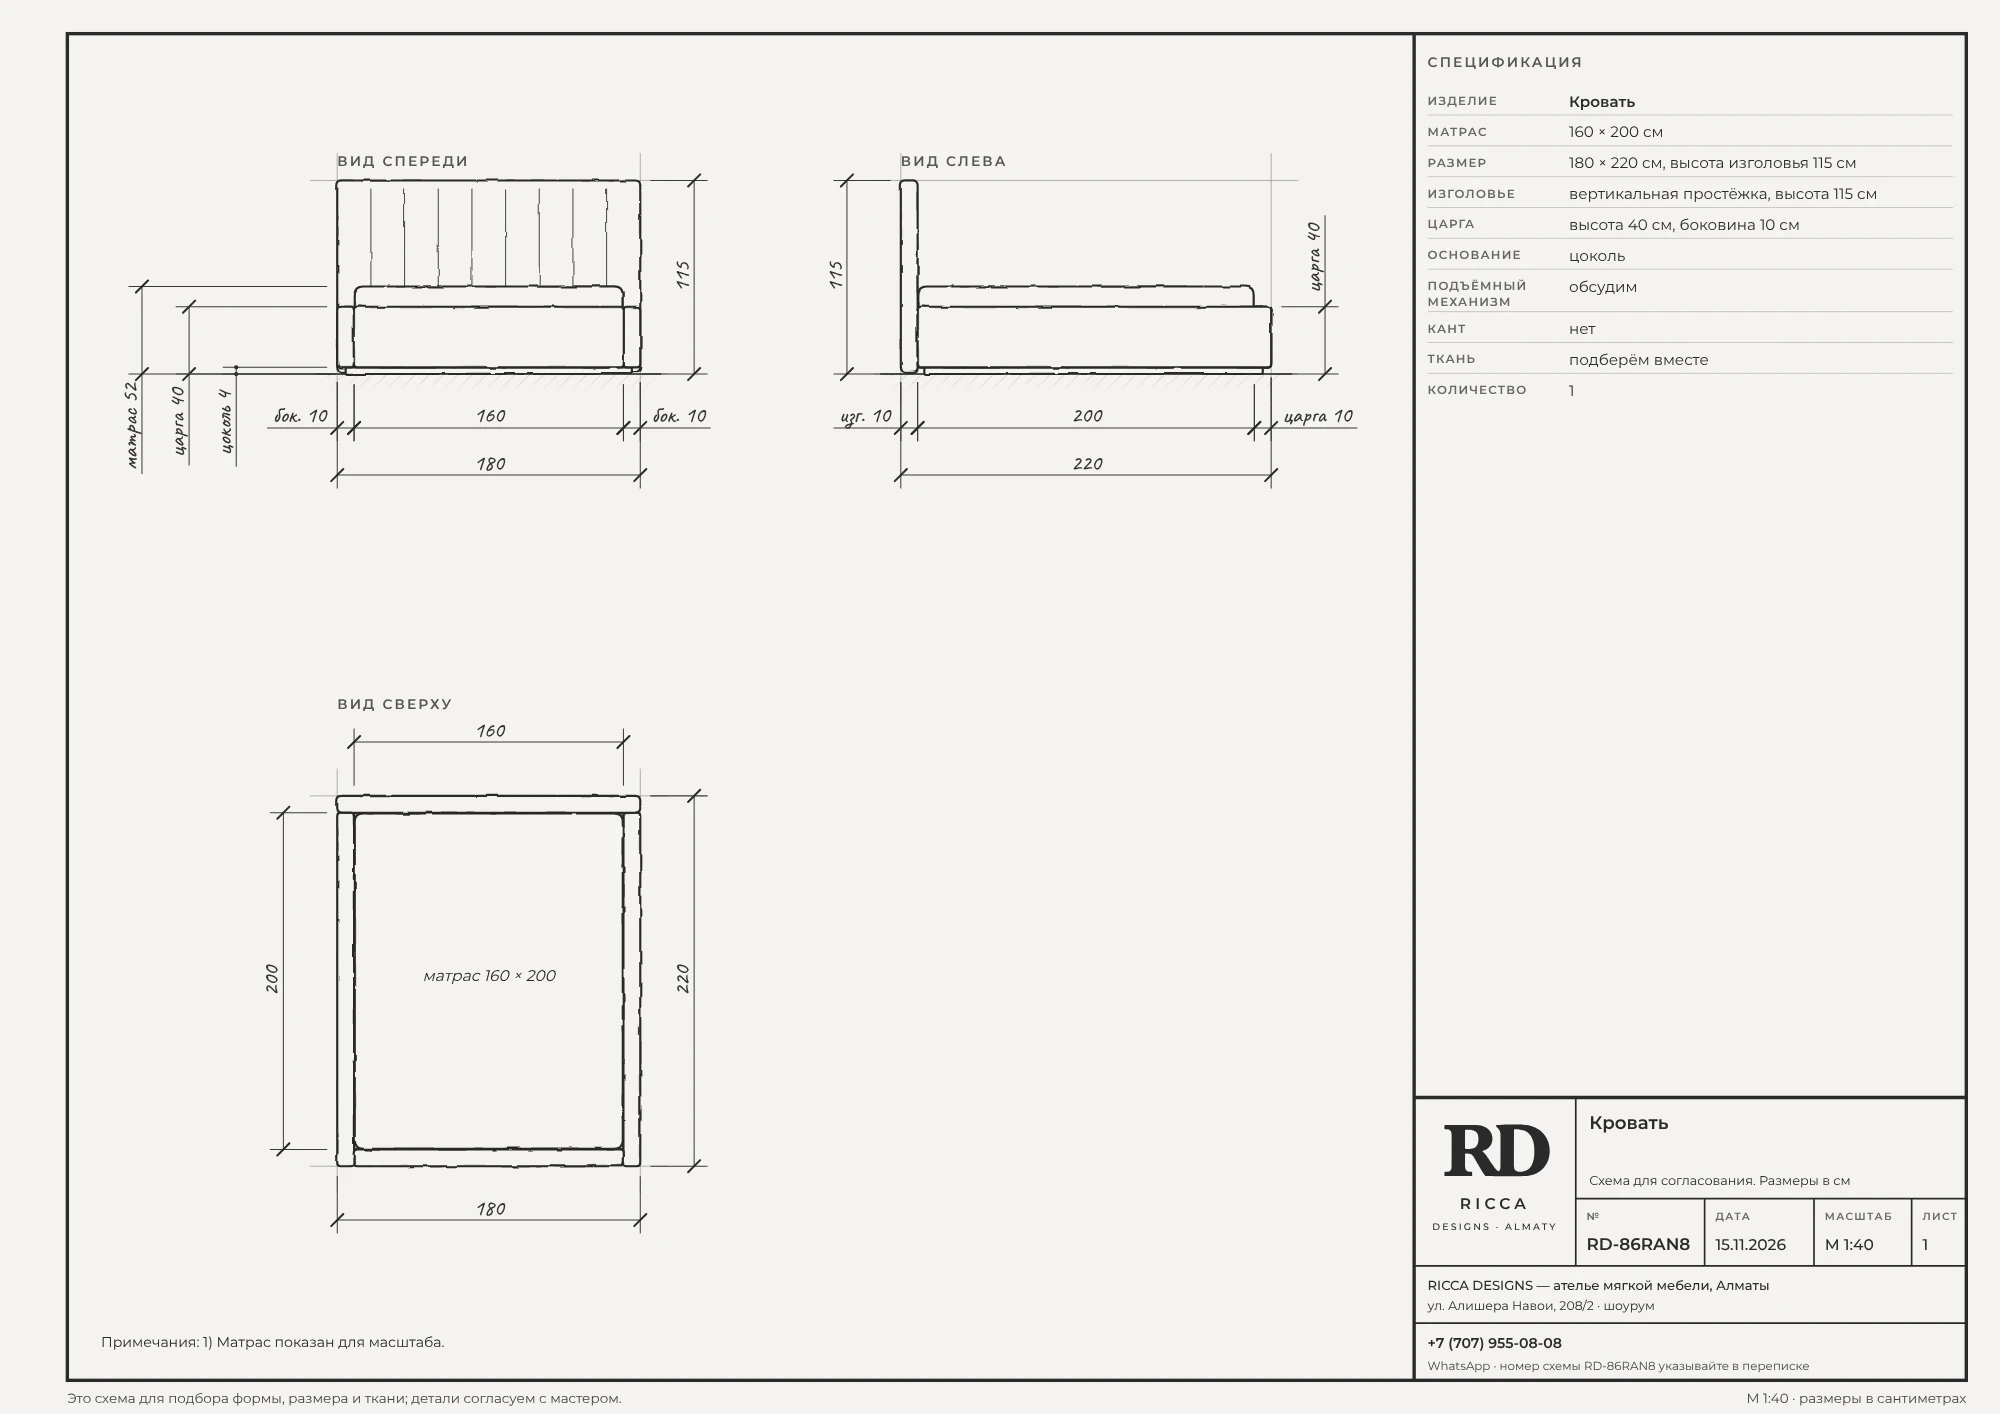 ВИД СПЕРЕДИ
115
матрас 52
царга 40
цоколь 4
бок. 10
160
бок. 10
180
ВИД СЛЕВА
115
царга 40
изг. 10
200
царга 10
220
ВИД СВЕРХУ
160
200
матрас 160 × 200
220
180
Примечания: 1) Матрас показан для масштаба.
СПЕЦИФИКАЦИЯ
ИЗДЕЛИЕ Кровать
МАТРАС 160 × 200 см
РАЗМЕР 180 × 220 см, высота изголовья 115 см
ИЗГОЛОВЬЕ вертикальная простёжка, высота 115 см
ЦАРГА высота 40 см, боковина 10 см
ОСНОВАНИЕ цоколь
ПОДЪЁМНЫЙ обсудим
МЕХАНИЗМ
КАНТ нет
ТКАНЬ подберём вместе
КОЛИЧЕСТВО 1
RD
RICCA
DESIGNS · ALMATY
Кровать
Схема для согласования. Размеры в см
№ ДАТА МАСШТАБ ЛИСТ
RD-86RAN8 15.11.2026 М 1:40 1
RICCA DESIGNS — ателье мягкой мебели, Алматы
ул. Алишера Навои, 208/2 · шоурум
+7 (707) 955-08-08
WhatsApp · номер схемы RD-86RAN8 указывайте в переписке
Это схема для подбора формы, размера и ткани; детали согласуем с мастером.
М 1:40 · размеры в сантиметрах